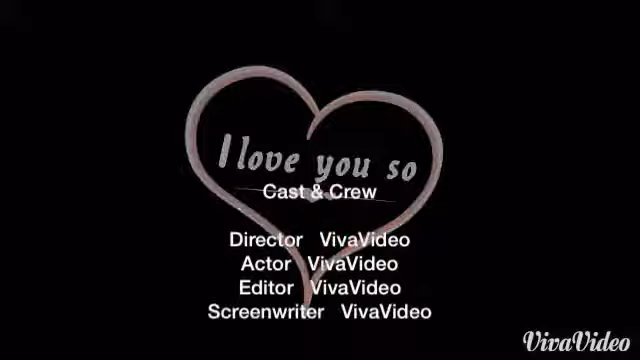 I love you so
Cast & Crew
Director VivaVideo
Actor VivaVideo
Editor VivaVideo
Screenwriter VivaVideo
VivaVideo